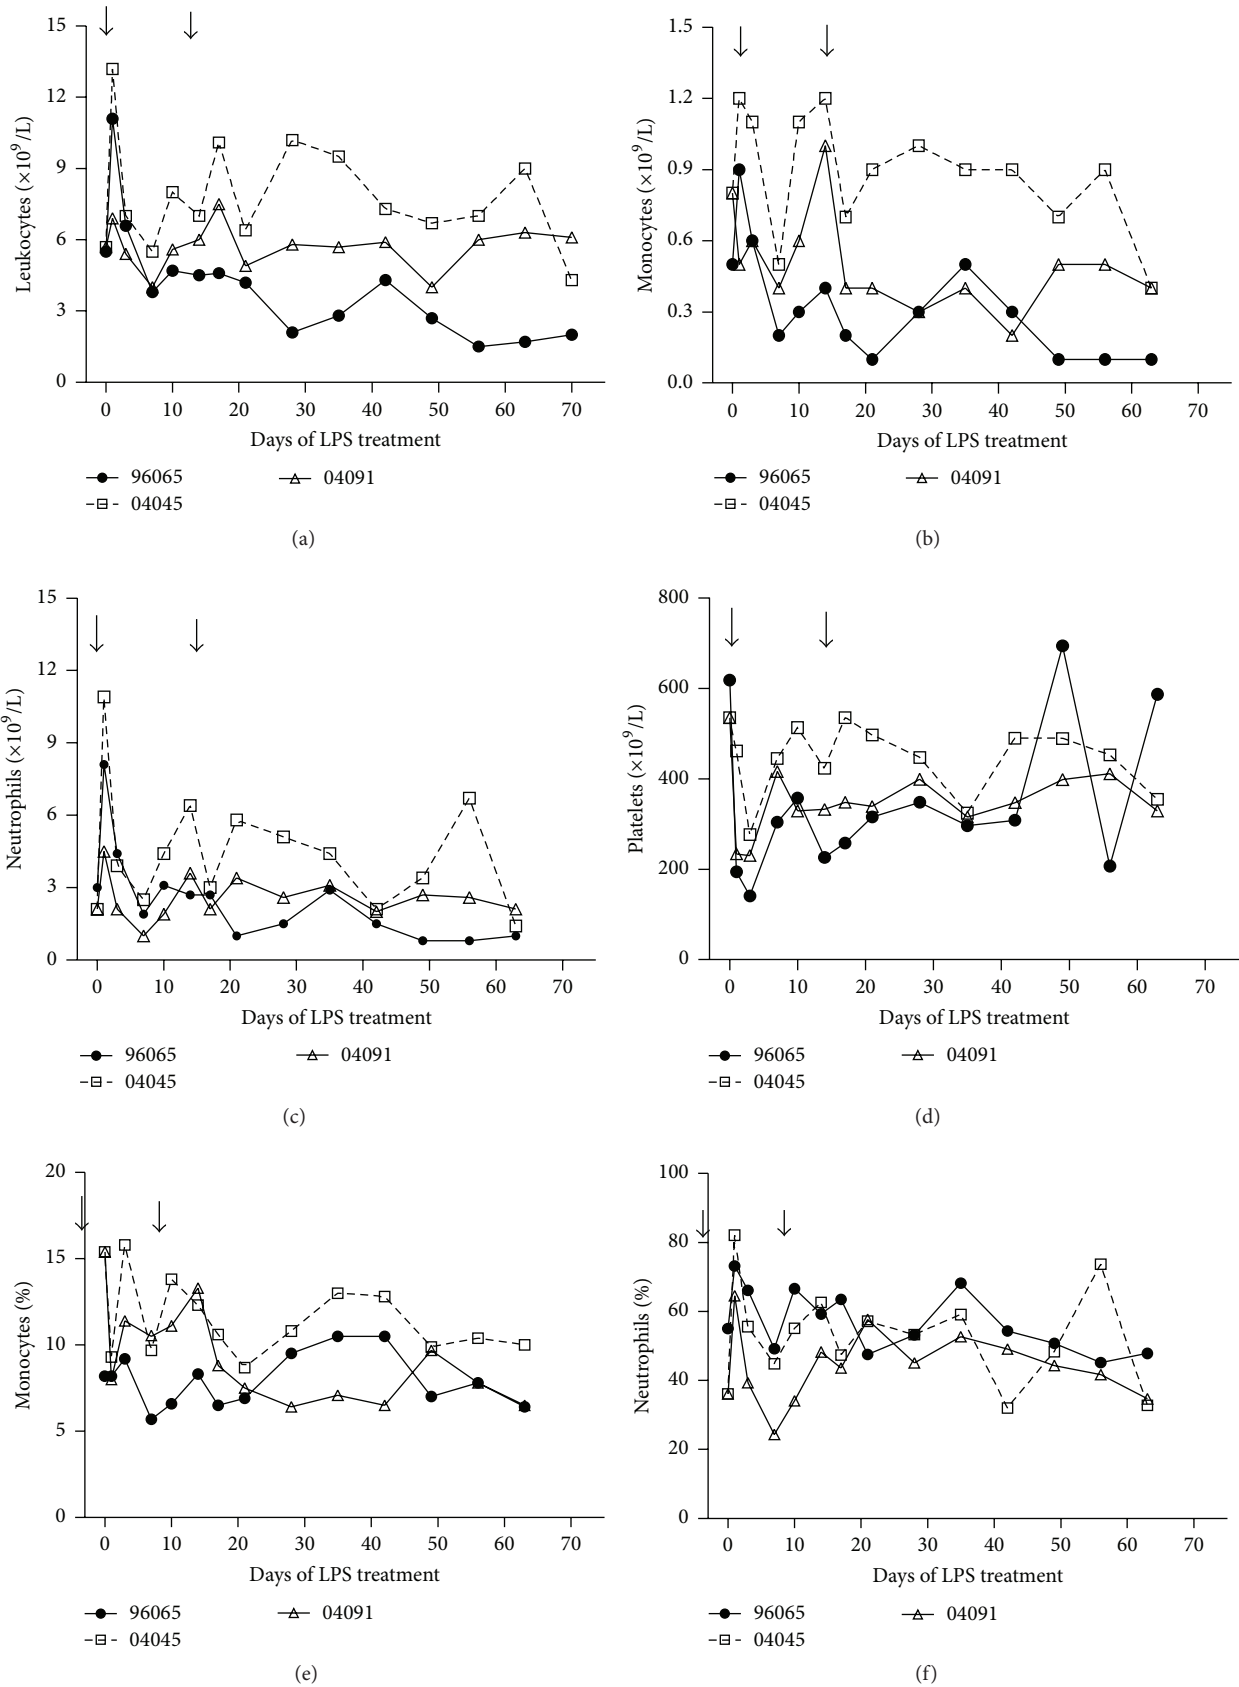 15
12
9
6
3
0
Leukocytes (×10⁹/L)
0 10 20 30 40 50 60 70
Days of LPS treatment
96065
04091
04045
(a)
1.5
1.2
0.9
0.6
0.3
0.0
Monocytes (×10⁹/L)
0 10 20 30 40 50 60 70
Days of LPS treatment
96065
04091
04045
(b)
15
12
9
6
3
0
Neutrophils (×10⁹/L)
0 10 20 30 40 50 60 70
Days of LPS treatment
96065
04091
04045
(c)
800
600
400
200
0
Platelets (×10⁹/L)
0 10 20 30 40 50 60 70
Days of LPS treatment
96065
04091
04045
(d)
20
15
10
5
0
Monocytes (%)
0 10 20 30 40 50 60 70
Days of LPS treatment
96065
04091
04045
(e)
100
80
60
40
20
0
Neutrophils (%)
0 10 20 30 40 50 60 70
Days of LPS treatment
96065
04091
04045
(f)